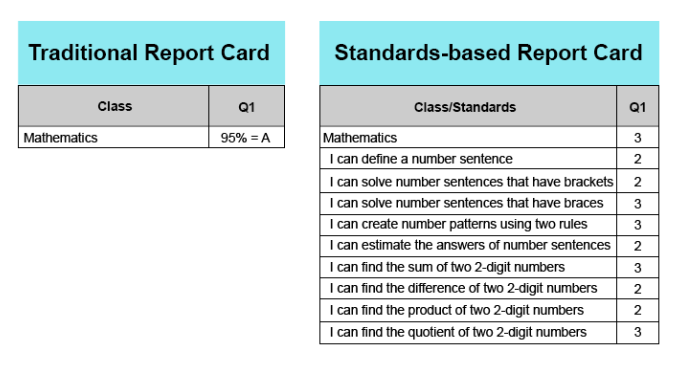 Traditional Report Card
Class Q1
Mathematics 95% = A
Standards-based Report Card
Class/Standards Q1
Mathematics 3
I can define a number sentence 2
I can solve number sentences that have brackets 2
I can solve number sentences that have braces 3
I can create number patterns using two rules 3
I can estimate the answers of number sentences 2
I can find the sum of two 2-digit numbers 3
I can find the difference of two 2-digit numbers 2
I can find the product of two 2-digit numbers 2
I can find the quotient of two 2-digit numbers 3